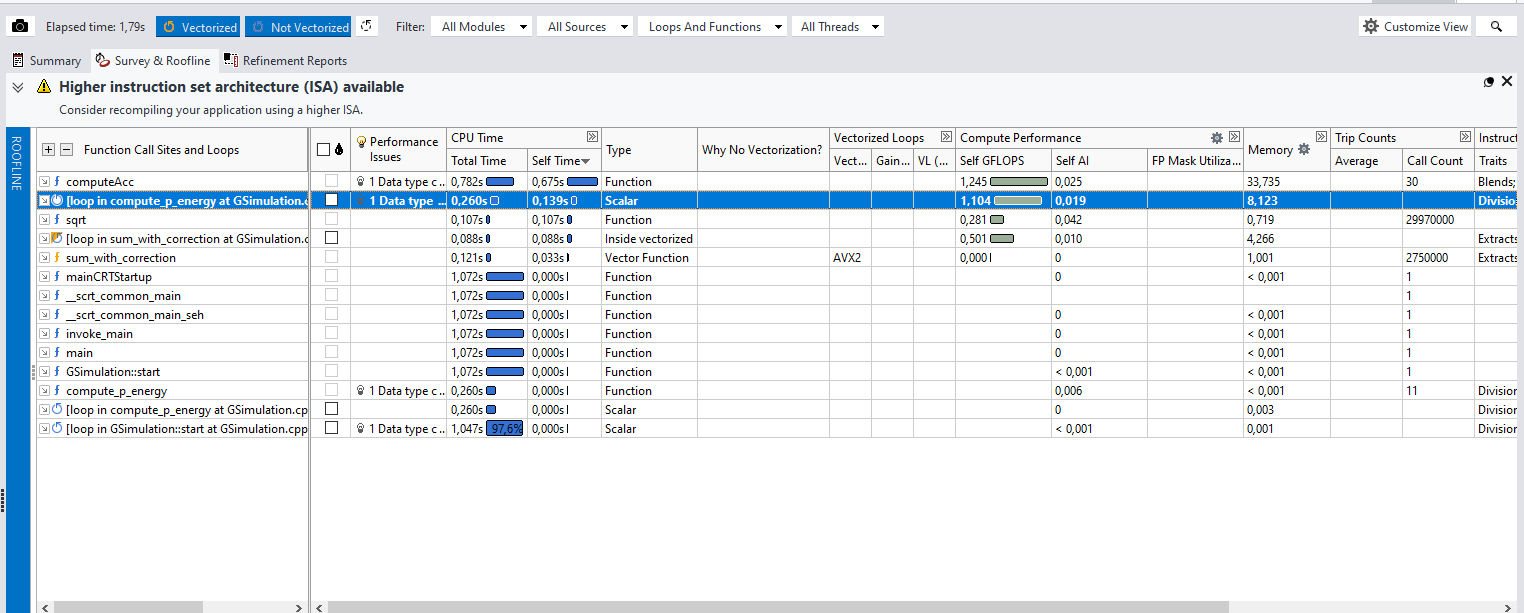 Elapsed time: 1,79s Vectorized Not Vectorized Filter: All Modules All Sources Loops And Functions All Threads Customize View
Summary Survey & Roofline Refinement Reports
Higher instruction set architecture (ISA) available
Consider recompiling your application using a higher ISA.
ROOFLINE
Function Call Sites and Loops Performance Issues CPU Time Type Why No Vectorization? Vectorized Loops Compute Performance Memory Trip Counts Instruct
Total Time Self Time Vect... Gain... VL (... Self GFLOPS Self AI FP Mask Utiliza... Average Call Count Traits
f computeAcc 1 Data type c.. 0,782s 0,675s Function 1,245 0,025 33,735 30 Blends;
[loop in compute_p_energy at GSimulation.c 1 Data type ... 0,260s 0,139s Scalar 1,104 0,019 8,123 Divisio
f sqrt 0,107s 0,107s Function 0,281 0,042 0,719 29970000
[loop in sum_with_correction at GSimulation.c 0,088s 0,088s Inside vectorized 0,501 0,010 4,266 Extracts
f sum_with_correction 0,121s 0,033s Vector Function AVX2 0,000 0 1,001 2750000 Extracts
f mainCRTStartup 1,072s 0,000s Function 0 < 0,001 1
f __scrt_common_main 1,072s 0,000s Function 1
f __scrt_common_main_seh 1,072s 0,000s Function 0 < 0,001 1
f invoke_main 1,072s 0,000s Function 0 < 0,001 1
f main 1,072s 0,000s Function 0 < 0,001 1
f GSimulation::start 1,072s 0,000s Function < 0,001 < 0,001 1
f compute_p_energy 1 Data type c.. 0,260s 0,000s Function 0,006 < 0,001 11 Division
[loop in compute_p_energy at GSimulation.cp 0,260s 0,000s Scalar 0 0,003 Division
[loop in GSimulation::start at GSimulation.cpp 1 Data type c.. 1,047s 97,6% 0,000s Scalar < 0,001 0,001 Division